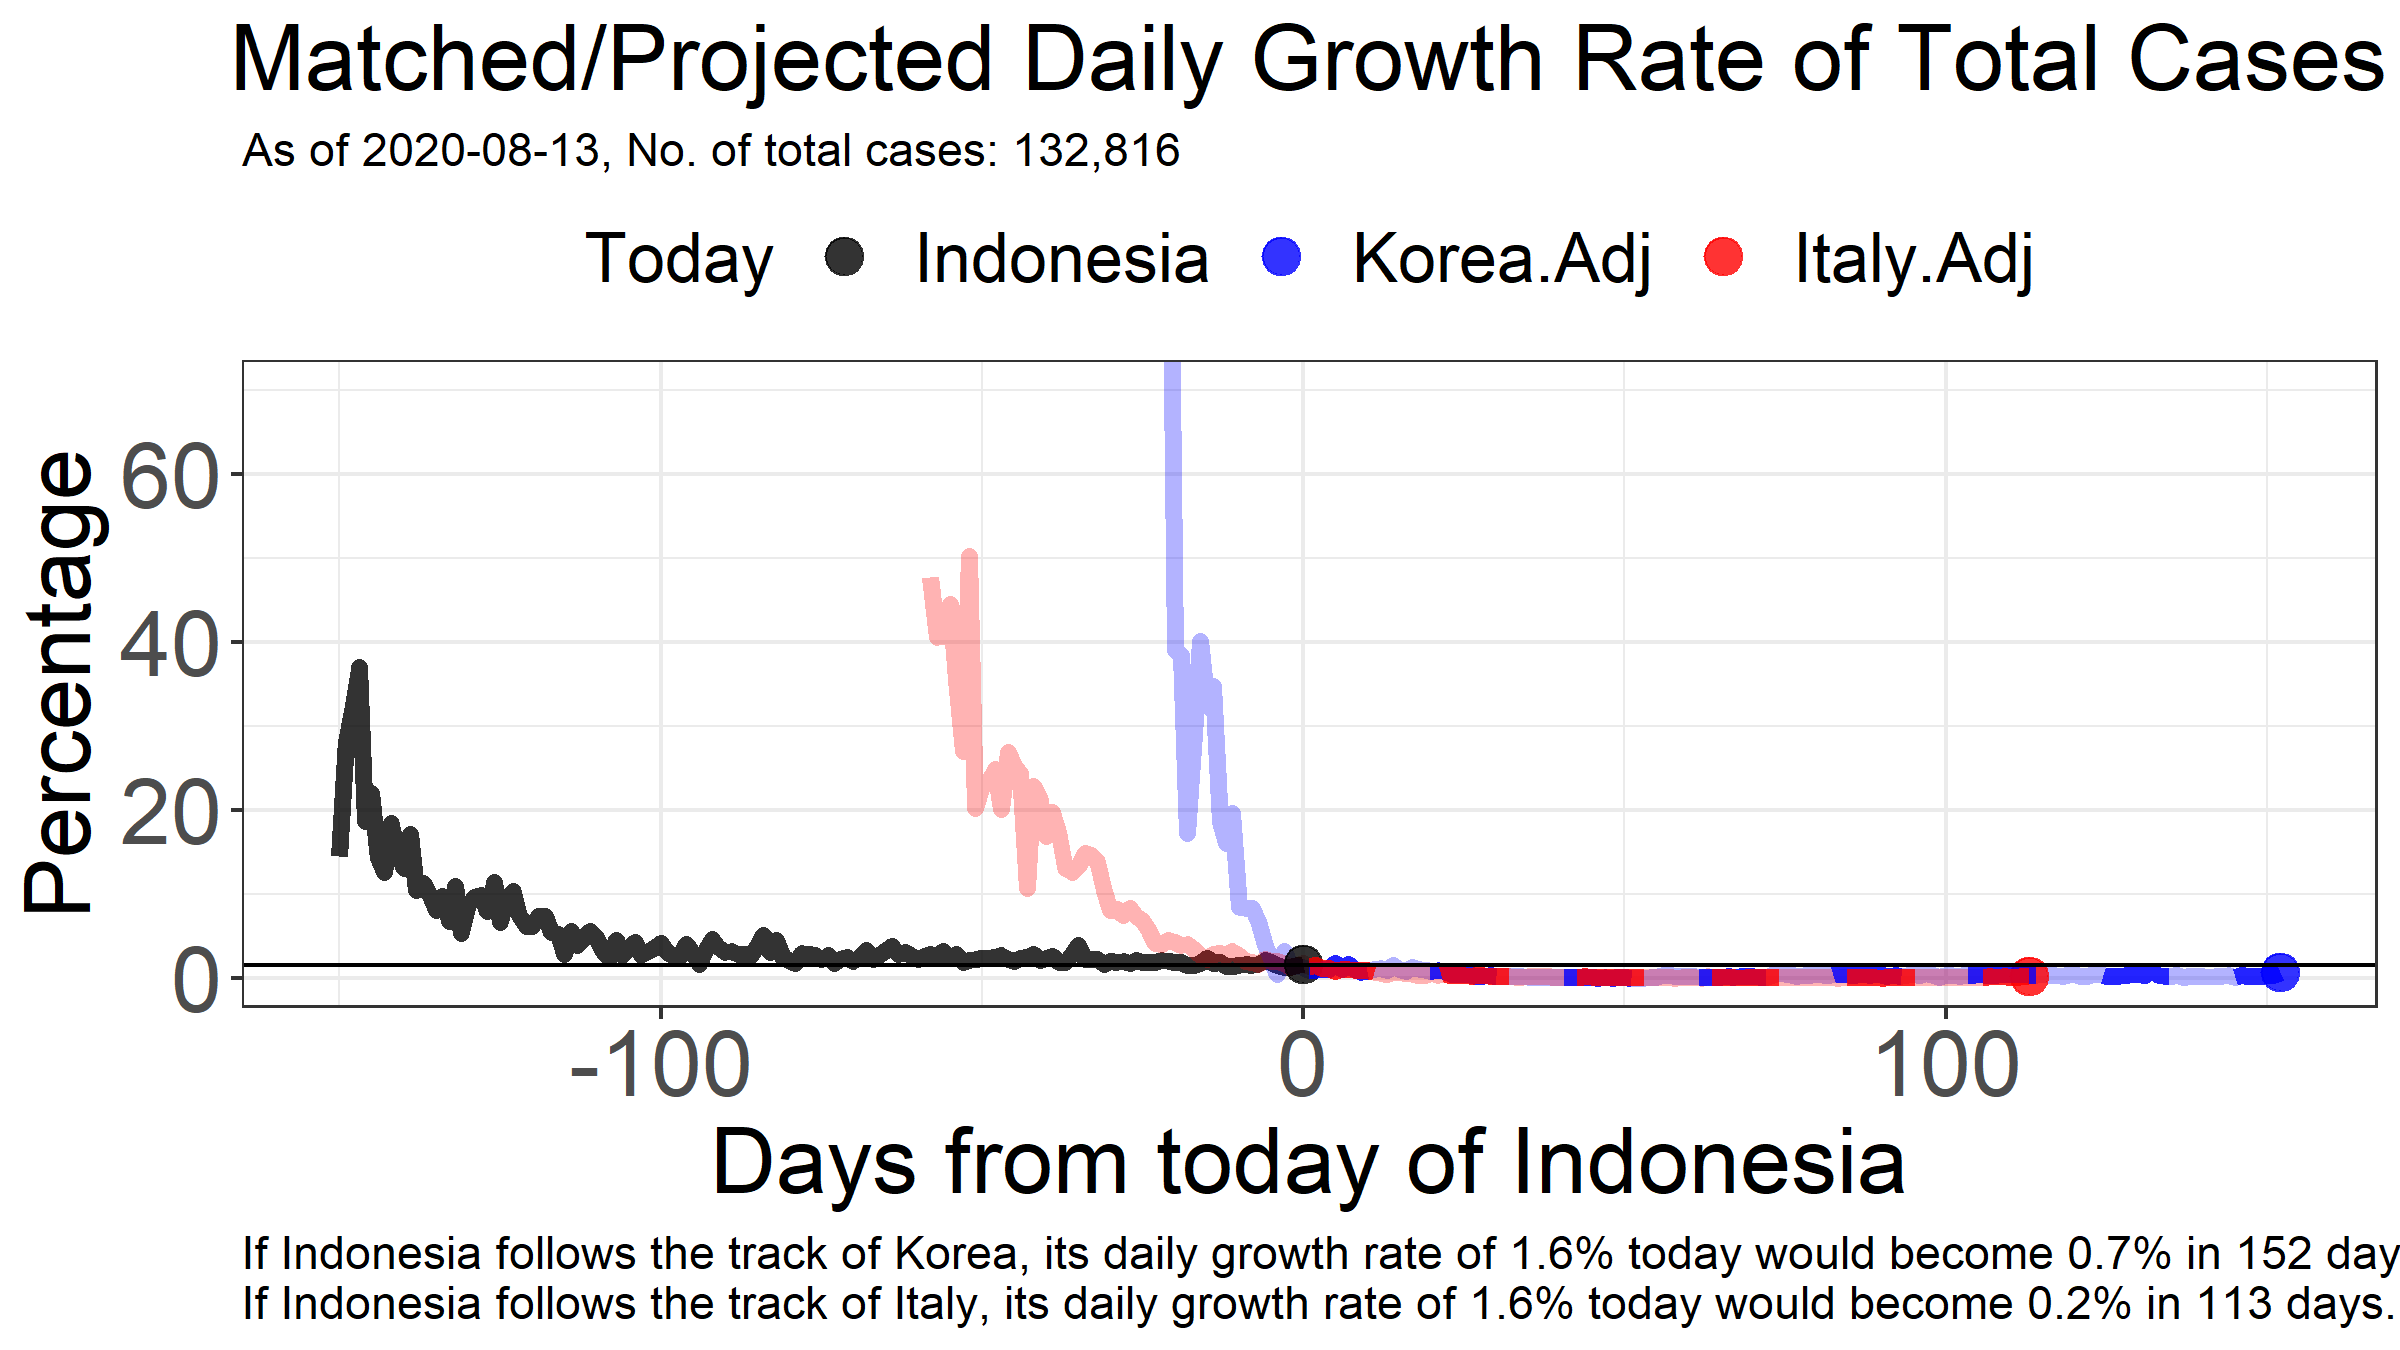 Matched/Projected Daily Growth Rate of Total Cases
As of 2020-08-13, No. of total cases: 132,816
Today Indonesia Korea.Adj Italy.Adj
Percentage
60
40
20
0
-100 0 100
Days from today of Indonesia
If Indonesia follows the track of Korea, its daily growth rate of 1.6% today would become 0.7% in 152 day
If Indonesia follows the track of Italy, its daily growth rate of 1.6% today would become 0.2% in 113 days.